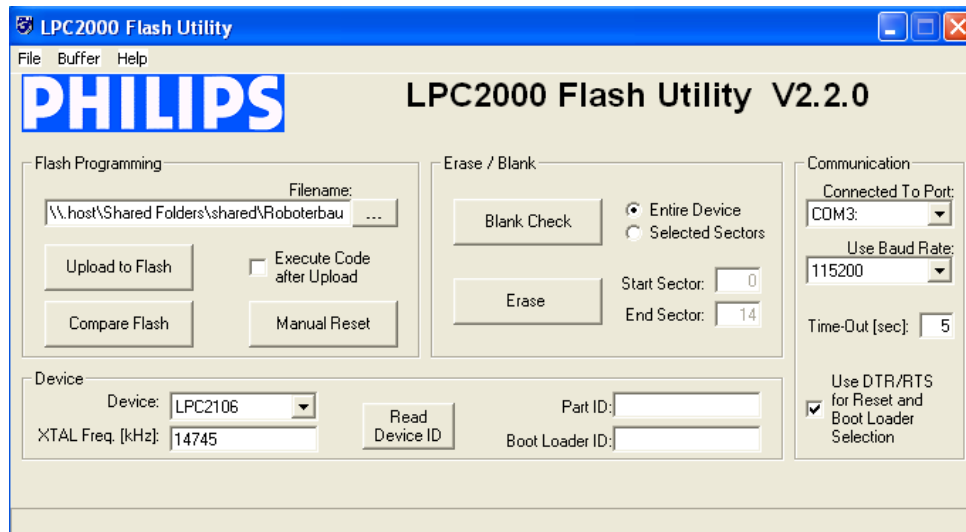 LPC2000 Flash Utility
File Buffer Help
PHILIPS
LPC2000 Flash Utility V2.2.0
Flash Programming
Filename:
\\.host\Shared Folders\shared\Roboterbau
...
Upload to Flash
Execute Code
after Upload
Compare Flash
Manual Reset
Erase / Blank
Blank Check
Entire Device
Selected Sectors
Erase
Start Sector: 0
End Sector: 14
Communication
Connected To Port:
COM3:
Use Baud Rate:
115200
Time-Out [sec]: 5
Use DTR/RTS
for Reset and
Boot Loader
Selection
Device
Device: LPC2106
XTAL Freq. [kHz]: 14745
Read
Device ID
Part ID:
Boot Loader ID: